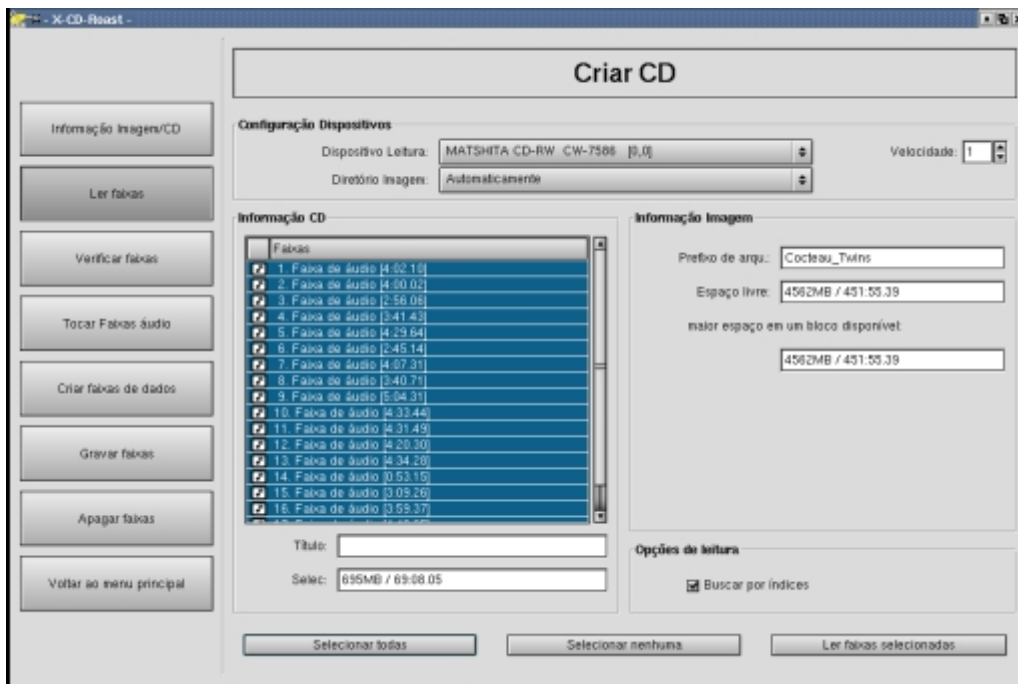 - X-CD-Roast -
Criar CD
Informação Imagem/CD
Ler faixas
Verificar faixas
Tocar Faixas áudio
Criar faixas de dados
Gravar faixas
Apagar faixas
Voltar ao menu principal
Configuração Dispositivos
Dispositivo Leitura: MATSHITA CD-RW CW-7586 [0,0] Velocidade: 1
Diretório Imagem: Automaticamente
Informação CD
Faixas
1. Faixa de áudio [4:02.10]
2. Faixa de áudio [4:00.02]
3. Faixa de áudio [2:56.06]
4. Faixa de áudio [3:41.43]
5. Faixa de áudio [4:29.64]
6. Faixa de áudio [2:45.14]
7. Faixa de áudio [4:07.31]
8. Faixa de áudio [3:40.71]
9. Faixa de áudio [5:04.31]
10. Faixa de áudio [4:33.44]
11. Faixa de áudio [4:31.49]
12. Faixa de áudio [4:20.30]
13. Faixa de áudio [4:34.28]
14. Faixa de áudio [0:53.15]
15. Faixa de áudio [3:09.26]
16. Faixa de áudio [3:59.37]
Título:
Selec: 695MB / 69:08.05
Informação Imagem
Prefixo de arqu.: Cocteau_Twins
Espaço livre: 4562MB / 451:55.39
maior espaço em um bloco disponível:
4562MB / 451:55.39
Opções de leitura
Buscar por índices
Selecionar todas
Selecionar nenhuma
Ler faixas selecionadas